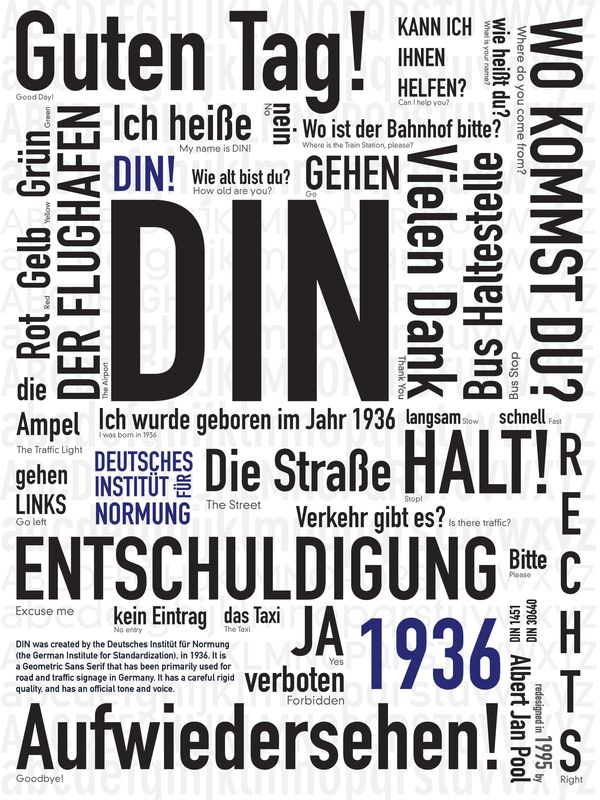 Guten Tag!
Good Day!
KANN ICH
IHNEN
HELFEN?
Can I help you?
wie heißt du?
What is your name?
Where do you come from?
WO KOMMST DU?
Ich heiße
My name is DIN!
DIN!
nein
No
Wo ist der Bahnhof bitte?
Where is the Train Station, please?
Wie alt bist du?
How old are you?
GEHEN
Go
Grün
Green
Gelb
Yellow
Rot
Red
DER FLUGHAFEN
The Airport
DIN
Vielen Dank
Thank You
Bus Haltestelle
Bus Stop
die
Ampel
The Traffic Light
Ich wurde geboren im Jahr 1936
I was born in 1936
langsam Slow
schnell Fast
gehen
LINKS
Go left
DEUTSCHES
INSTITÜT
FÜR
NORMUNG
Die Straße
The Street
HALT!
Stop!
RECHTS
Right
Verkehr gibt es? Is there traffic?
ENTSCHULDIGUNG
Excuse me
Bitte
Please
kein Eintrag
No entry
das Taxi
The Taxi
JA
Yes
1936
DIN 1451
DIN 30640
DIN was created by the Deutsches Institüt für Normung
(the German Institute for Standardization), in 1936. It is
a Geometric Sans Serif that has been primarily used for
road and traffic signage in Germany. It has a careful rigid
quality, and has an official tone and voice.
verboten
Forbidden
redesigned in 1995 by
Albert Jan Pool
Aufwiedersehen!
Goodbye!